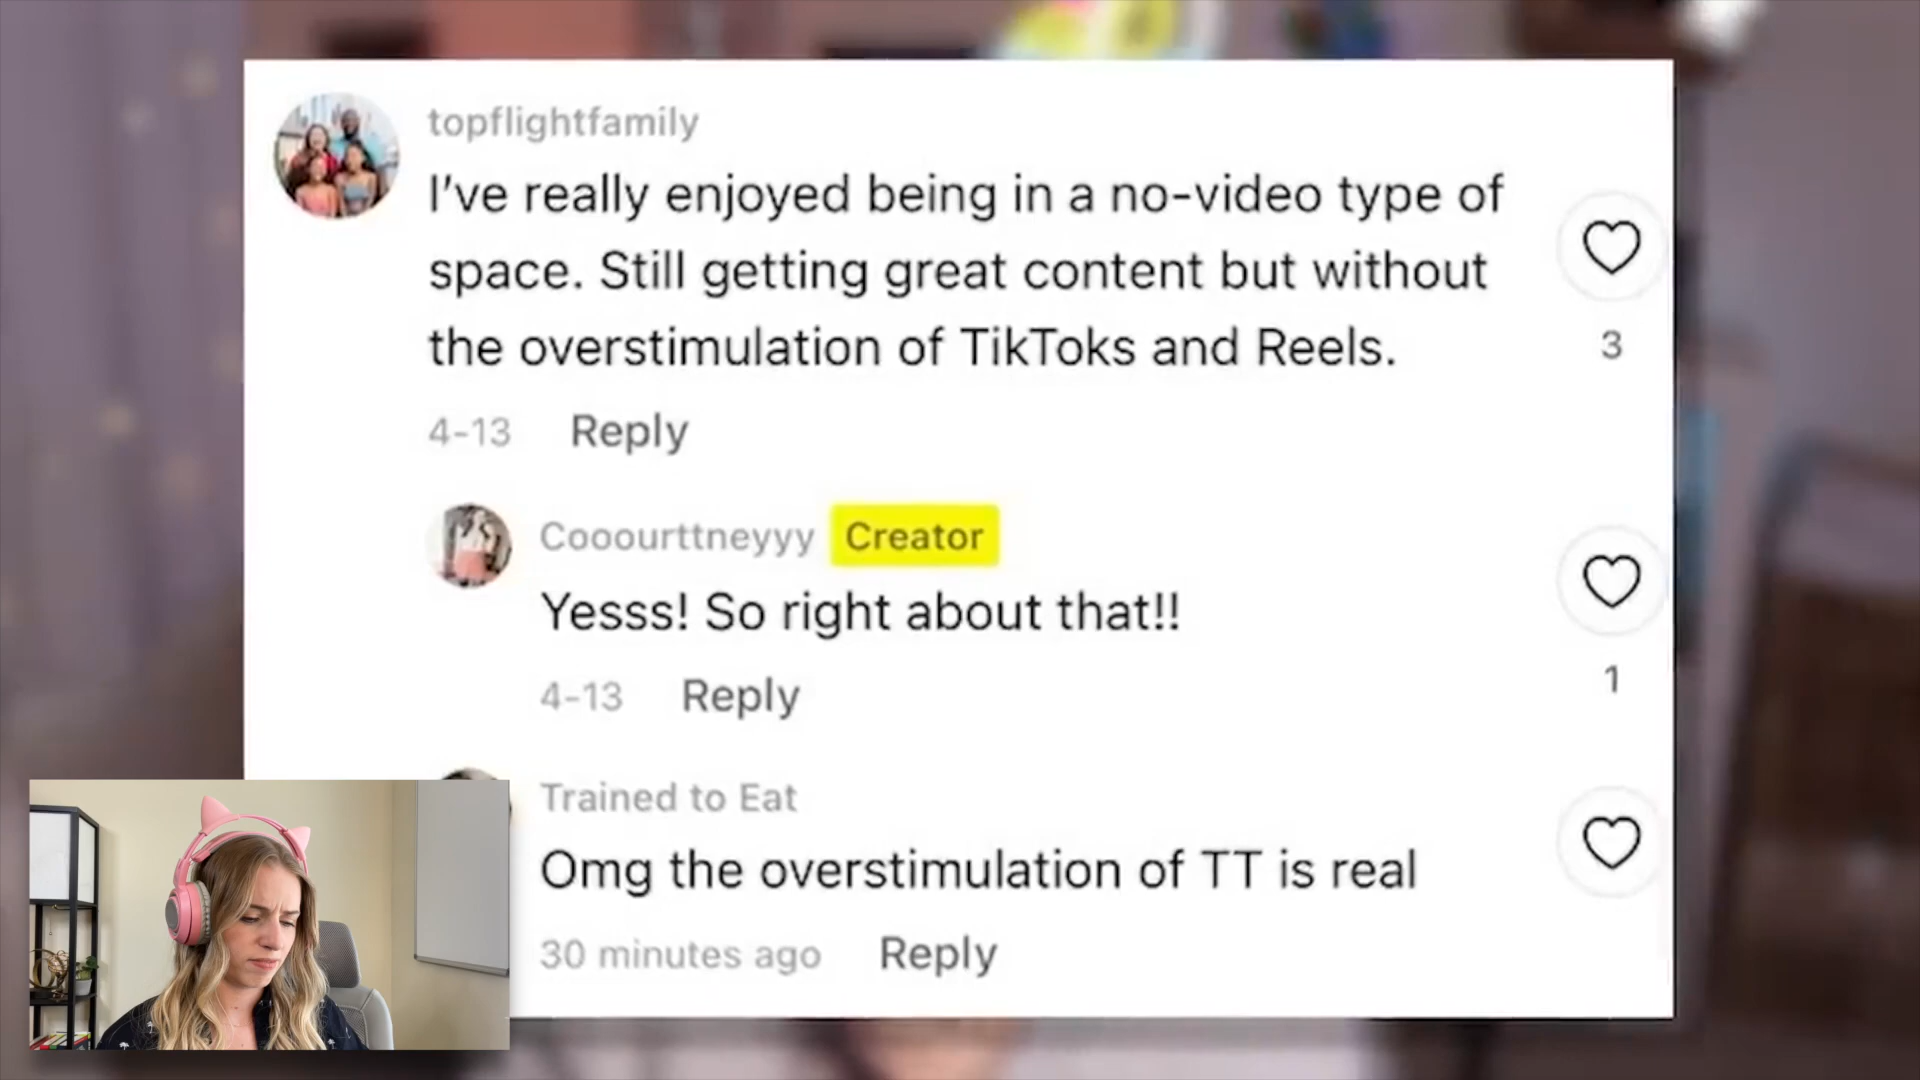 topflightfamily
I've really enjoyed being in a no-video type of
space. Still getting great content but without
the overstimulation of TikToks and Reels.
3
4-13 Reply
Cooourttneyyy Creator
Yesss! So right about that!!
1
4-13 Reply
Trained to Eat
Omg the overstimulation of TT is real
30 minutes ago Reply